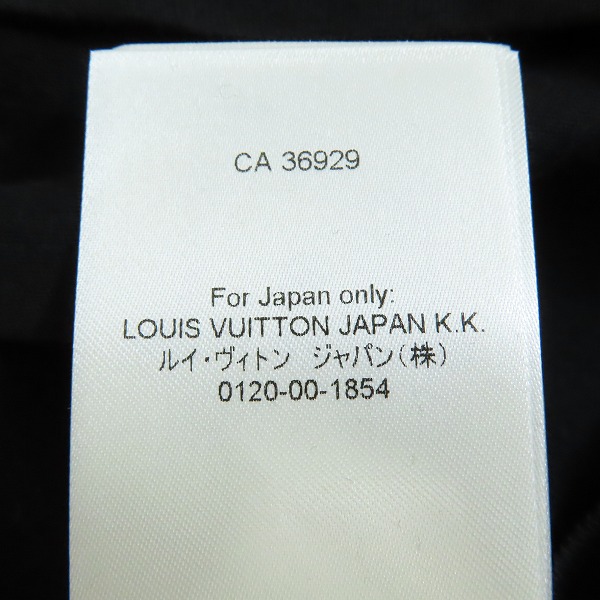 CA 36929
For Japan only:
LOUIS VUITTON JAPAN K.K.
ルイ・ヴィトン　ジャパン(株)
0120-00-1854